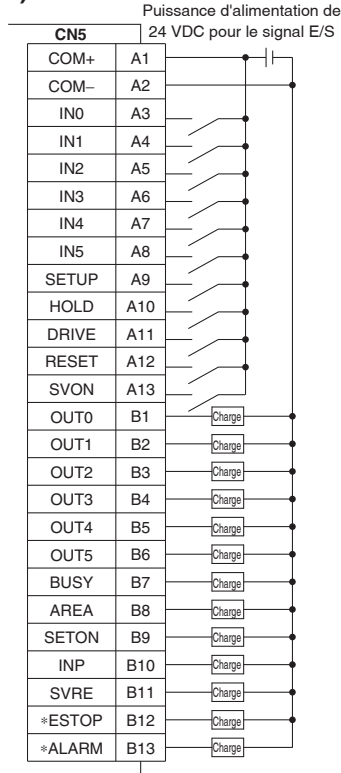 Puissance d'alimentation de
24 VDC pour le signal E/S
CN5
COM+ A1
COM− A2
IN0 A3
IN1 A4
IN2 A5
IN3 A6
IN4 A7
IN5 A8
SETUP A9
HOLD A10
DRIVE A11
RESET A12
SVON A13
OUT0 B1 Charge
OUT1 B2 Charge
OUT2 B3 Charge
OUT3 B4 Charge
OUT4 B5 Charge
OUT5 B6 Charge
BUSY B7 Charge
AREA B8 Charge
SETON B9 Charge
INP B10 Charge
SVRE B11 Charge
∗ESTOP B12 Charge
∗ALARM B13 Charge